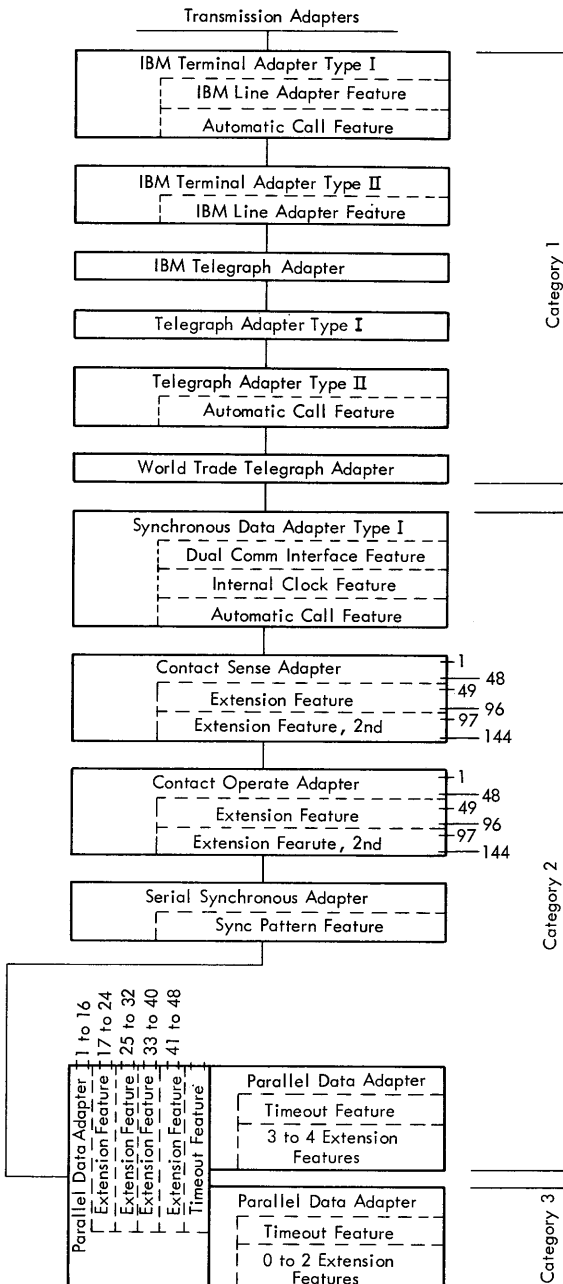 Transmission Adapters
IBM Terminal Adapter Type I
IBM Line Adapter Feature
Automatic Call Feature
IBM Terminal Adapter Type II
IBM Line Adapter Feature
IBM Telegraph Adapter
Telegraph Adapter Type I
Telegraph Adapter Type II
Automatic Call Feature
World Trade Telegraph Adapter
Category 1
Synchronous Data Adapter Type I
Dual Comm Interface Feature
Internal Clock Feature
Automatic Call Feature
Contact Sense Adapter
Extension Feature
Extension Feature, 2nd
1
48
49
96
97
144
Contact Operate Adapter
Extension Feature
Extension Fearute, 2nd
1
48
49
96
97
144
Serial Synchronous Adapter
Sync Pattern Feature
Category 2
1 to 16
17 to 24
25 to 32
33 to 40
41 to 48
Parallel Data Adapter
Extension Feature
Extension Feature
Extension Feature
Extension Feature
Timeout Feature
Parallel Data Adapter
Timeout Feature
3 to 4 Extension
Features
Parallel Data Adapter
Timeout Feature
0 to 2 Extension
Features
Category 3